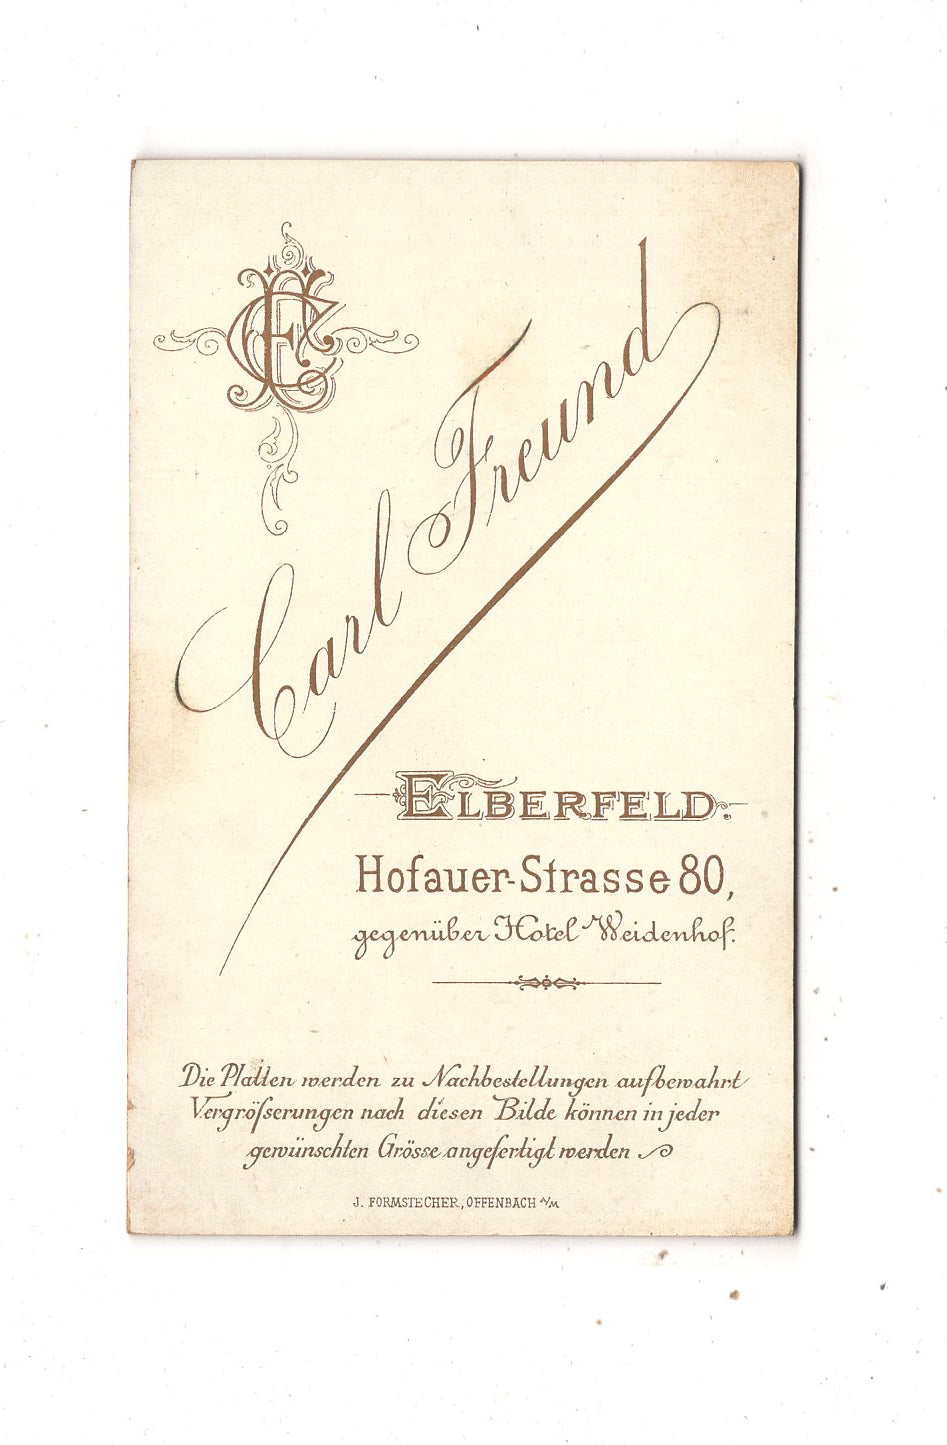 CF
Carl Freund
ELBERFELD.
Hofauer-Strasse 80,
gegenüber Hotel Weidenhof.
Die Platten werden zu Nachbestellungen aufbewahrt
Vergrösserungen nach diesen Bilde können in jeder
gewünschten Grösse angefertigt werden
J. FORMSTECHER, OFFENBACH A/M